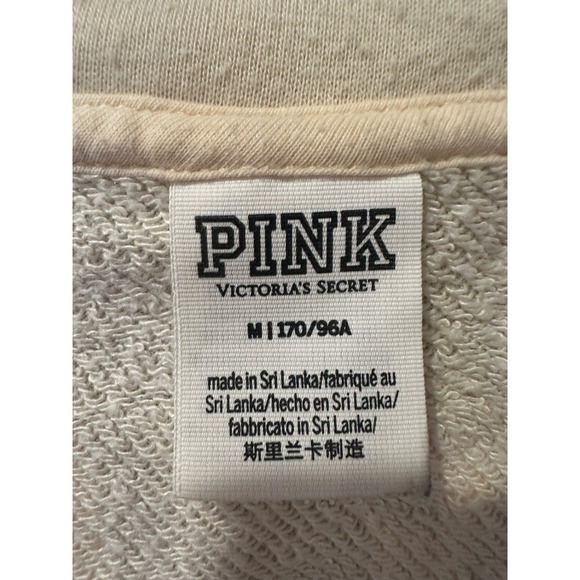 PINK
VICTORIA'S SECRET
M | 170/96A
made in Sri Lanka/fabriqué au
Sri Lanka/hecho en Sri Lanka/
fabbricato in Sri Lanka/
斯里兰卡制造